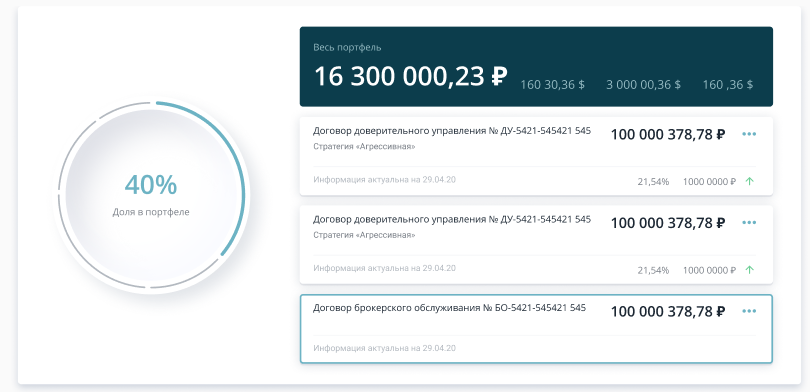 40%
Доля в портфеле
Весь портфель
16 300 000,23 ₽ 160 30,36 $ 3 000 00,36 $ 160 ,36 $
Договор доверительного управления № ДУ-5421-545421 545 100 000 378,78 ₽
Стратегия «Агрессивная»
Информация актуальна на 29.04.20 21,54% 1000 0000 ₽
Договор доверительного управления № ДУ-5421-545421 545 100 000 378,78 ₽
Стратегия «Агрессивная»
Информация актуальна на 29.04.20 21,54% 1000 0000 ₽
Договор брокерского обслуживания № БО-5421-545421 545 100 000 378,78 ₽
Информация актуальна на 29.04.20